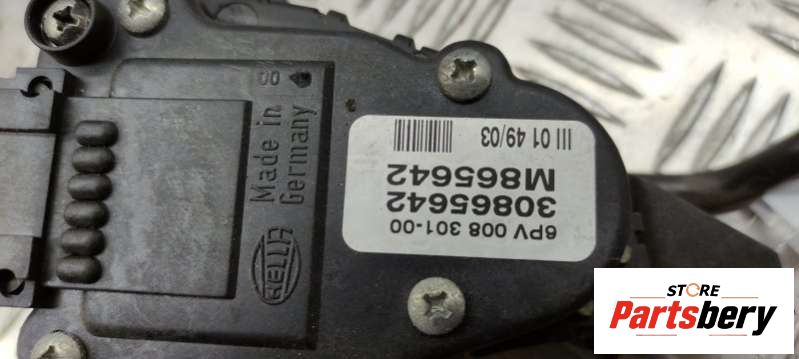 6PV 008 301-00
30865642
M865642
III 01 49/03
Made in
Germany
HELLA
00
STORE
Partsbery